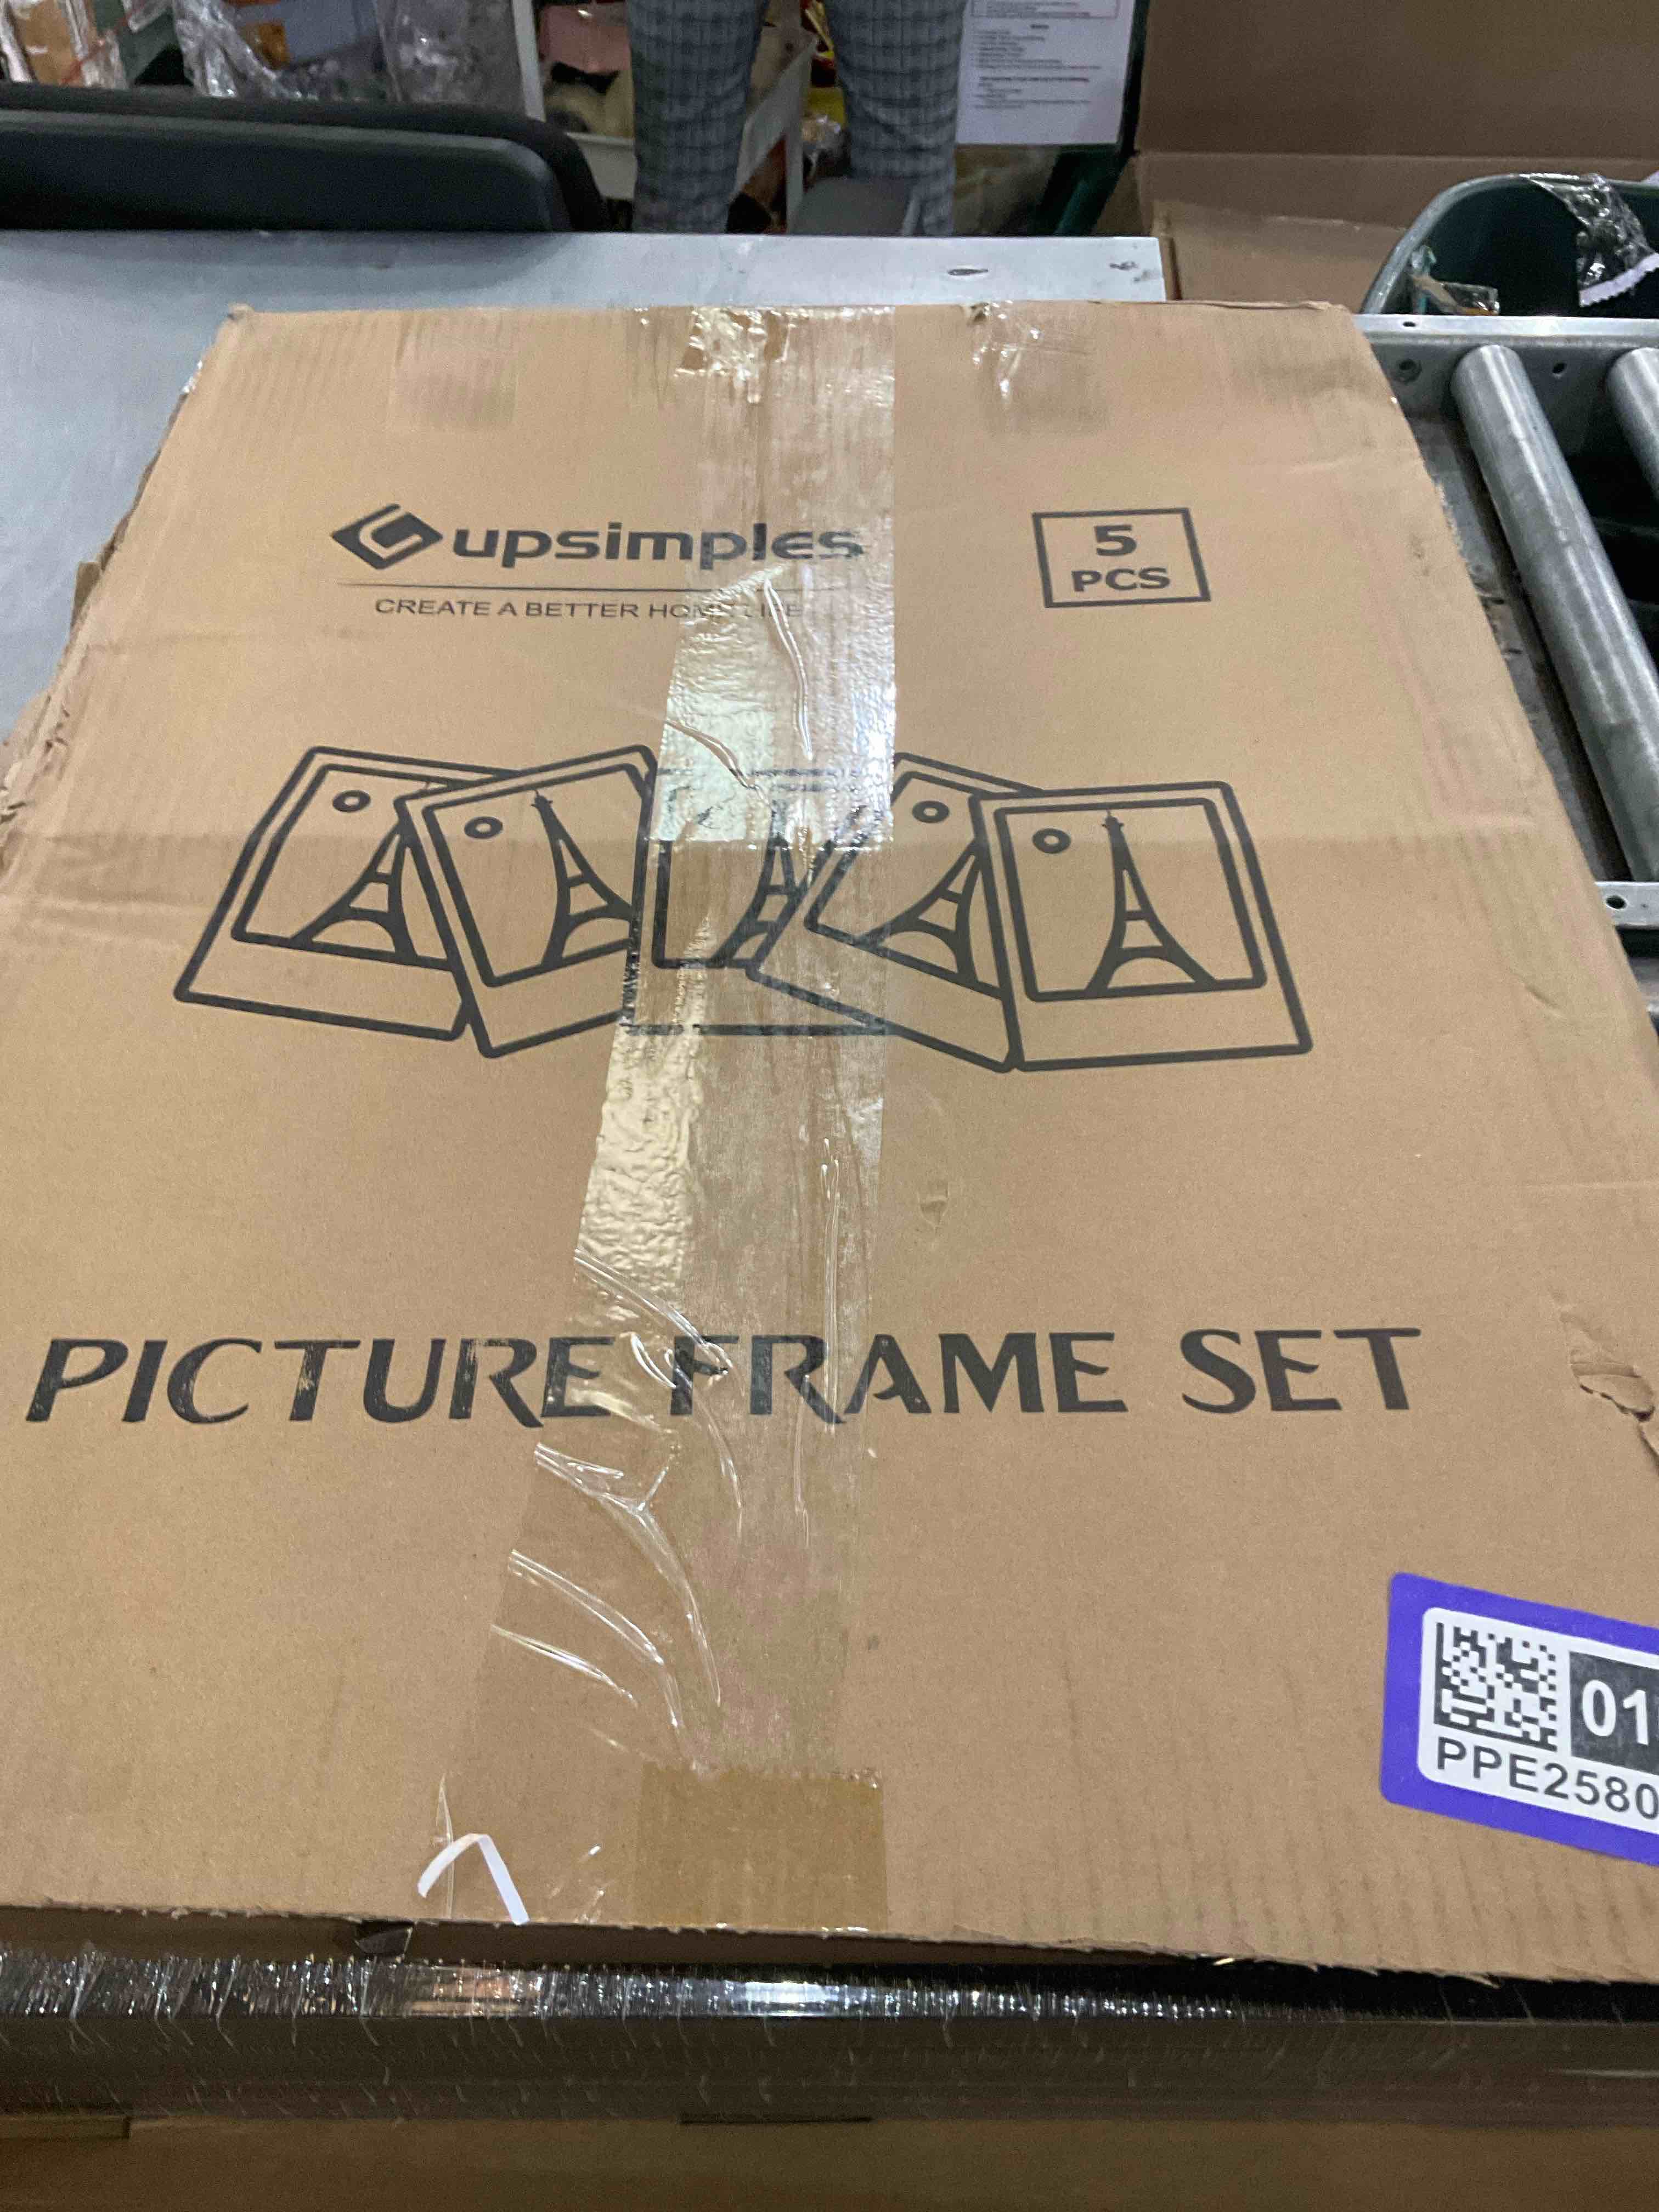 upsimples
CREATE A BETTER HOME LIFE
5
PCS
PICTURE FRAME SET
01
PPE2580